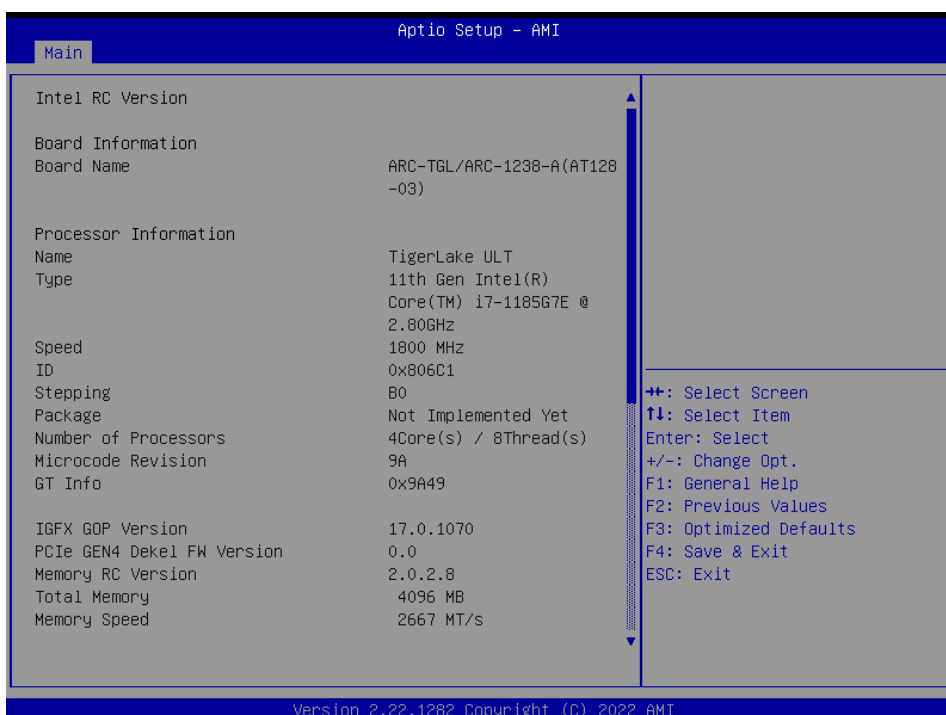 Aptio Setup - AMI
Main
Intel RC Version
Board Information
Board Name ARC-TGL/ARC-1238-A(AT128
-03)
Processor Information
Name TigerLake ULT
Type 11th Gen Intel(R)
Core(TM) i7-1185G7E @
2.80GHz
Speed 1800 MHz
ID 0x806C1
Stepping B0
Package Not Implemented Yet
Number of Processors 4Core(s) / 8Thread(s)
Microcode Revision 9A
GT Info 0x9A49
IGFX GOP Version 17.0.1070
PCIe GEN4 Dekel FW Version 0.0
Memory RC Version 2.0.2.8
Total Memory 4096 MB
Memory Speed 2667 MT/s
→←: Select Screen
↑↓: Select Item
Enter: Select
+/-: Change Opt.
F1: General Help
F2: Previous Values
F3: Optimized Defaults
F4: Save & Exit
ESC: Exit
Version 2.22.1282 Copyright (C) 2022 AMI